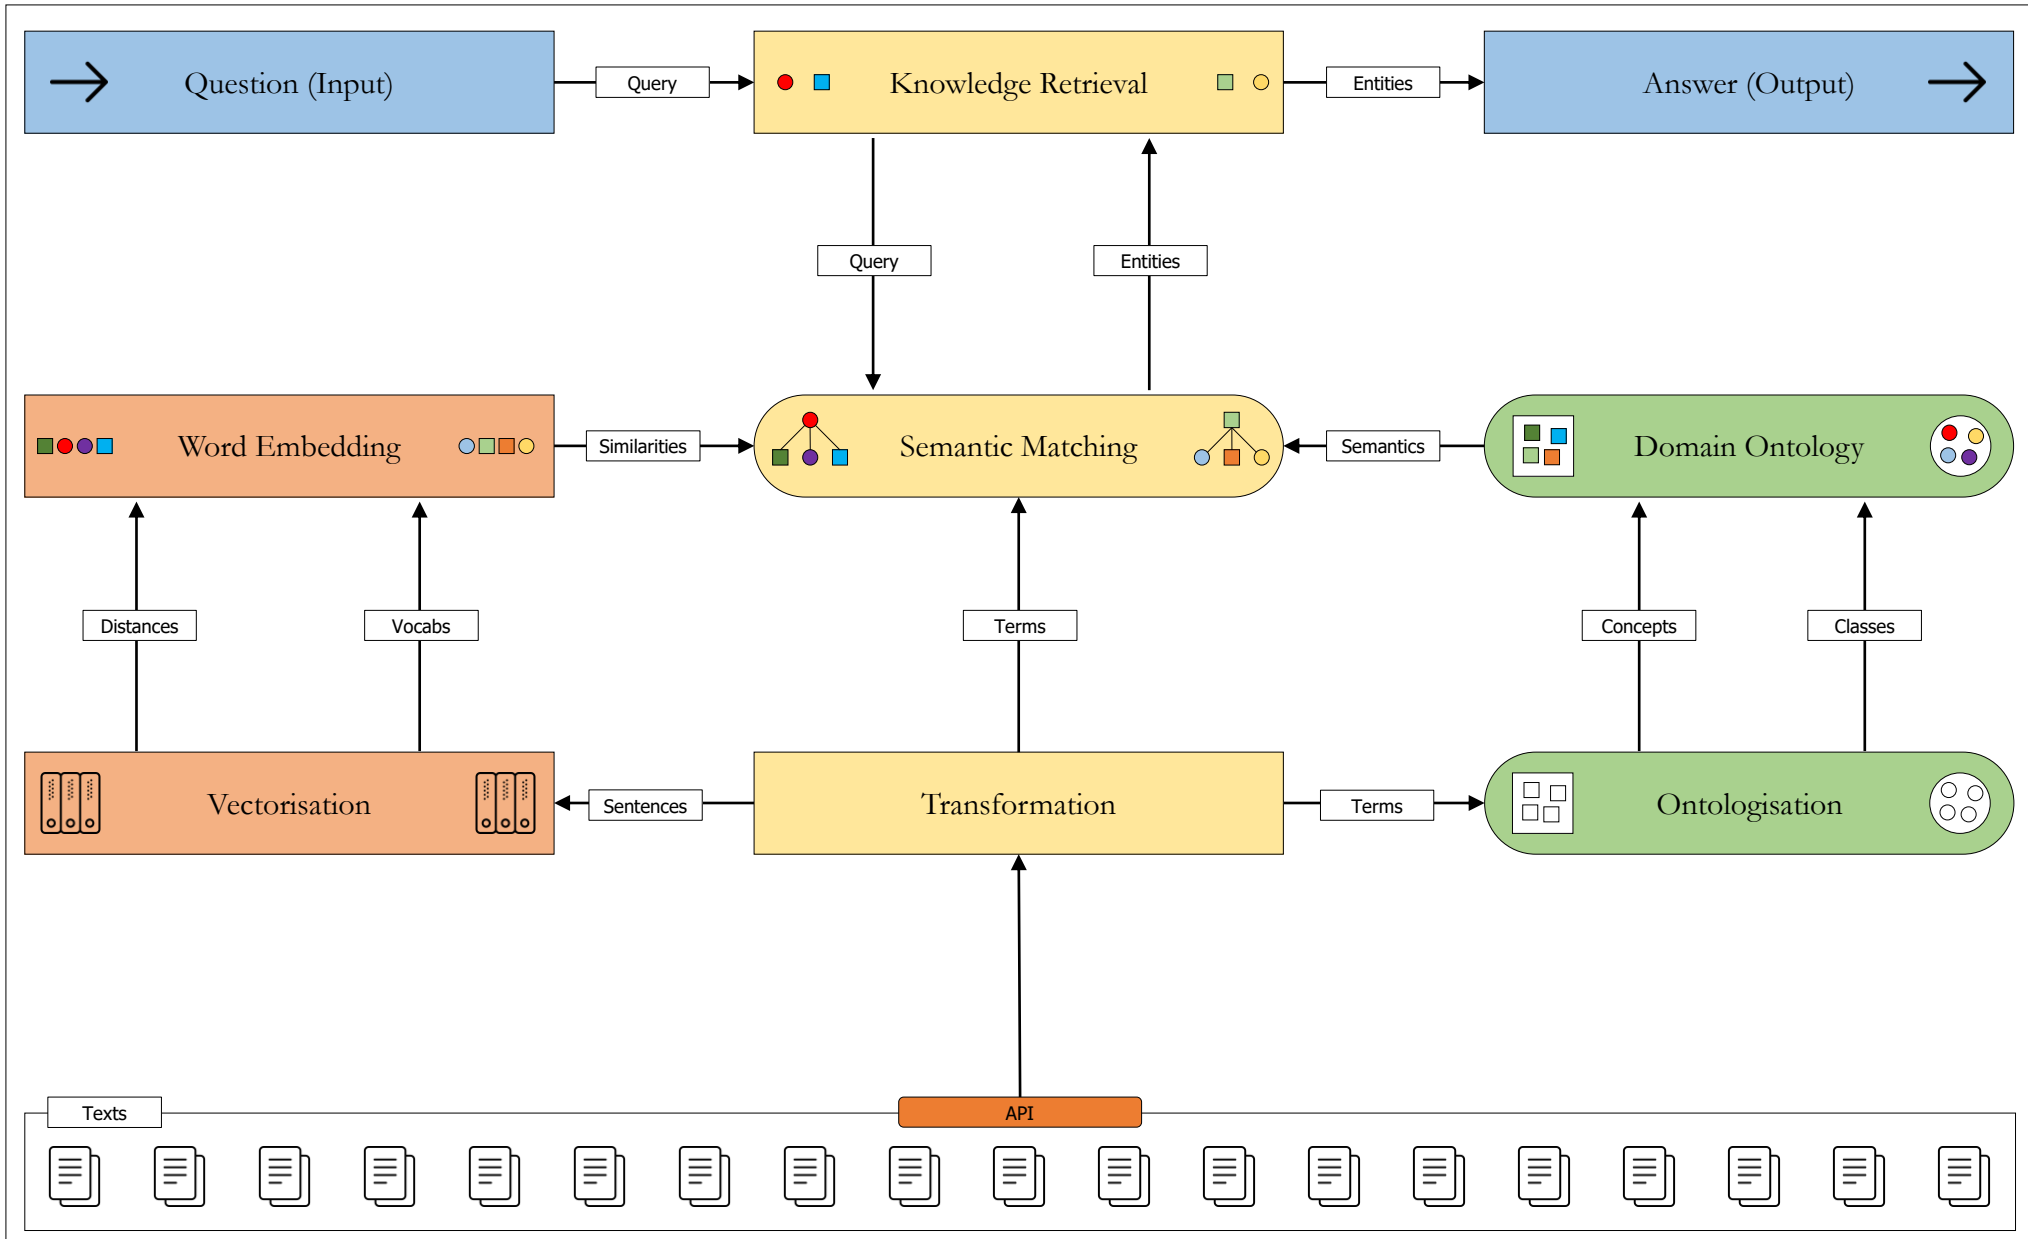 Question (Input)
Query
Knowledge Retrieval
Entities
Answer (Output)
Query
Entities
Word Embedding
Similarities
Semantic Matching
Semantics
Domain Ontology
Distances
Vocabs
Terms
Concepts
Classes
Vectorisation
Sentences
Transformation
Terms
Ontologisation
Texts
API